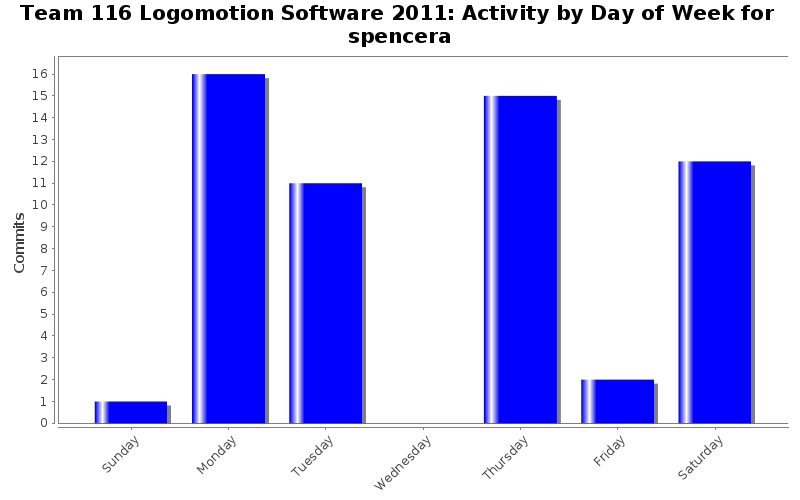 Team 116 Logomotion Software 2011: Activity by Day of Week for
spencera
16
15
14
13
12
11
10
9
8
7
6
5
4
3
2
1
0
Commits
Sunday
Monday
Tuesday
Wednesday
Thursday
Friday
Saturday